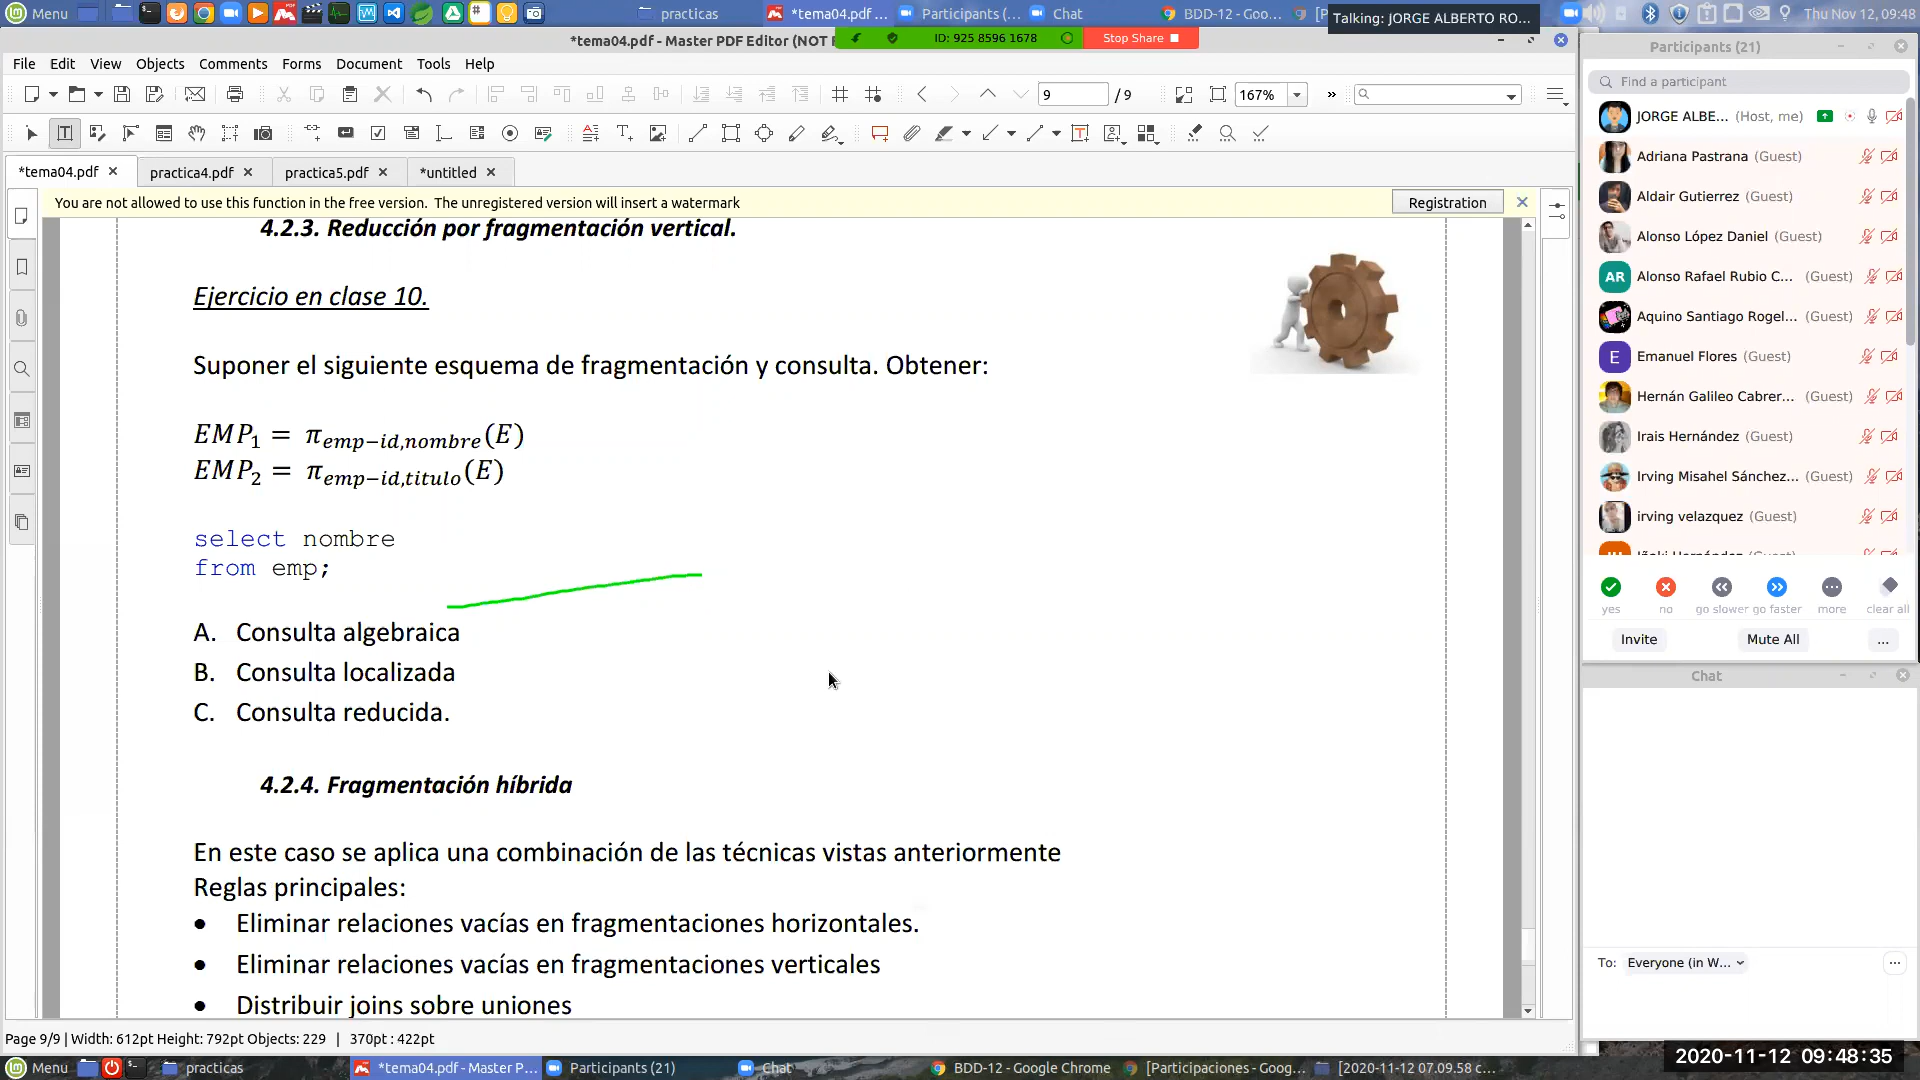 Menu
practicas
*tema04.pdf ...
Participants (...
Chat
BDD-12 - Goo...
Talking: JORGE ALBERTO RO...
Thu Nov 12, 09:48
*tema04.pdf - Master PDF Editor (NOT
ID: 925 8596 1678
Stop Share
File Edit View Objects Comments Forms Tools Document Help
9 / 9
167%
*tema04.pdf
practica4.pdf
practica5.pdf
*untitled
You are not allowed to use this function in the free version. The unregistered version will insert a watermark
Registration
4.2.3. Reducción por fragmentación vertical.
Ejercicio en clase 10.
Suponer el siguiente esquema de fragmentación y consulta. Obtener:
EMP₁ = π emp−id,nombre (E)
EMP₂ = π emp−id,titulo (E)
select nombre
from emp;
A. Consulta algebraica
B. Consulta localizada
C. Consulta reducida.
4.2.4. Fragmentación híbrida
En este caso se aplica una combinación de las técnicas vistas anteriormente
Reglas principales:
• Eliminar relaciones vacías en fragmentaciones horizontales.
• Eliminar relaciones vacías en fragmentaciones verticales
• Distribuir joins sobre uniones
Page 9/9 | Width: 612pt Height: 792pt Objects: 229 | 370pt : 422pt
Participants (21)
Find a participant
JORGE ALBE... (Host, me)
Adriana Pastrana (Guest)
Aldair Gutierrez (Guest)
Alonso López Daniel (Guest)
AR Alonso Rafael Rubio C... (Guest)
Aquino Santiago Rogel... (Guest)
E Emanuel Flores (Guest)
Hernán Galileo Cabrer... (Guest)
Irais Hernández (Guest)
Irving Misahel Sánchez... (Guest)
irving velazquez (Guest)
yes no go slower go faster more clear all
Invite Mute All ...
Chat
To: Everyone (in W...
2020-11-12 09:48:35
Menu
practicas
*tema04.pdf - Master P...
Participants (21)
Chat
BDD-12 - Google Chrome
[Participaciones - Goog...
[2020-11-12 07.09.58 c...